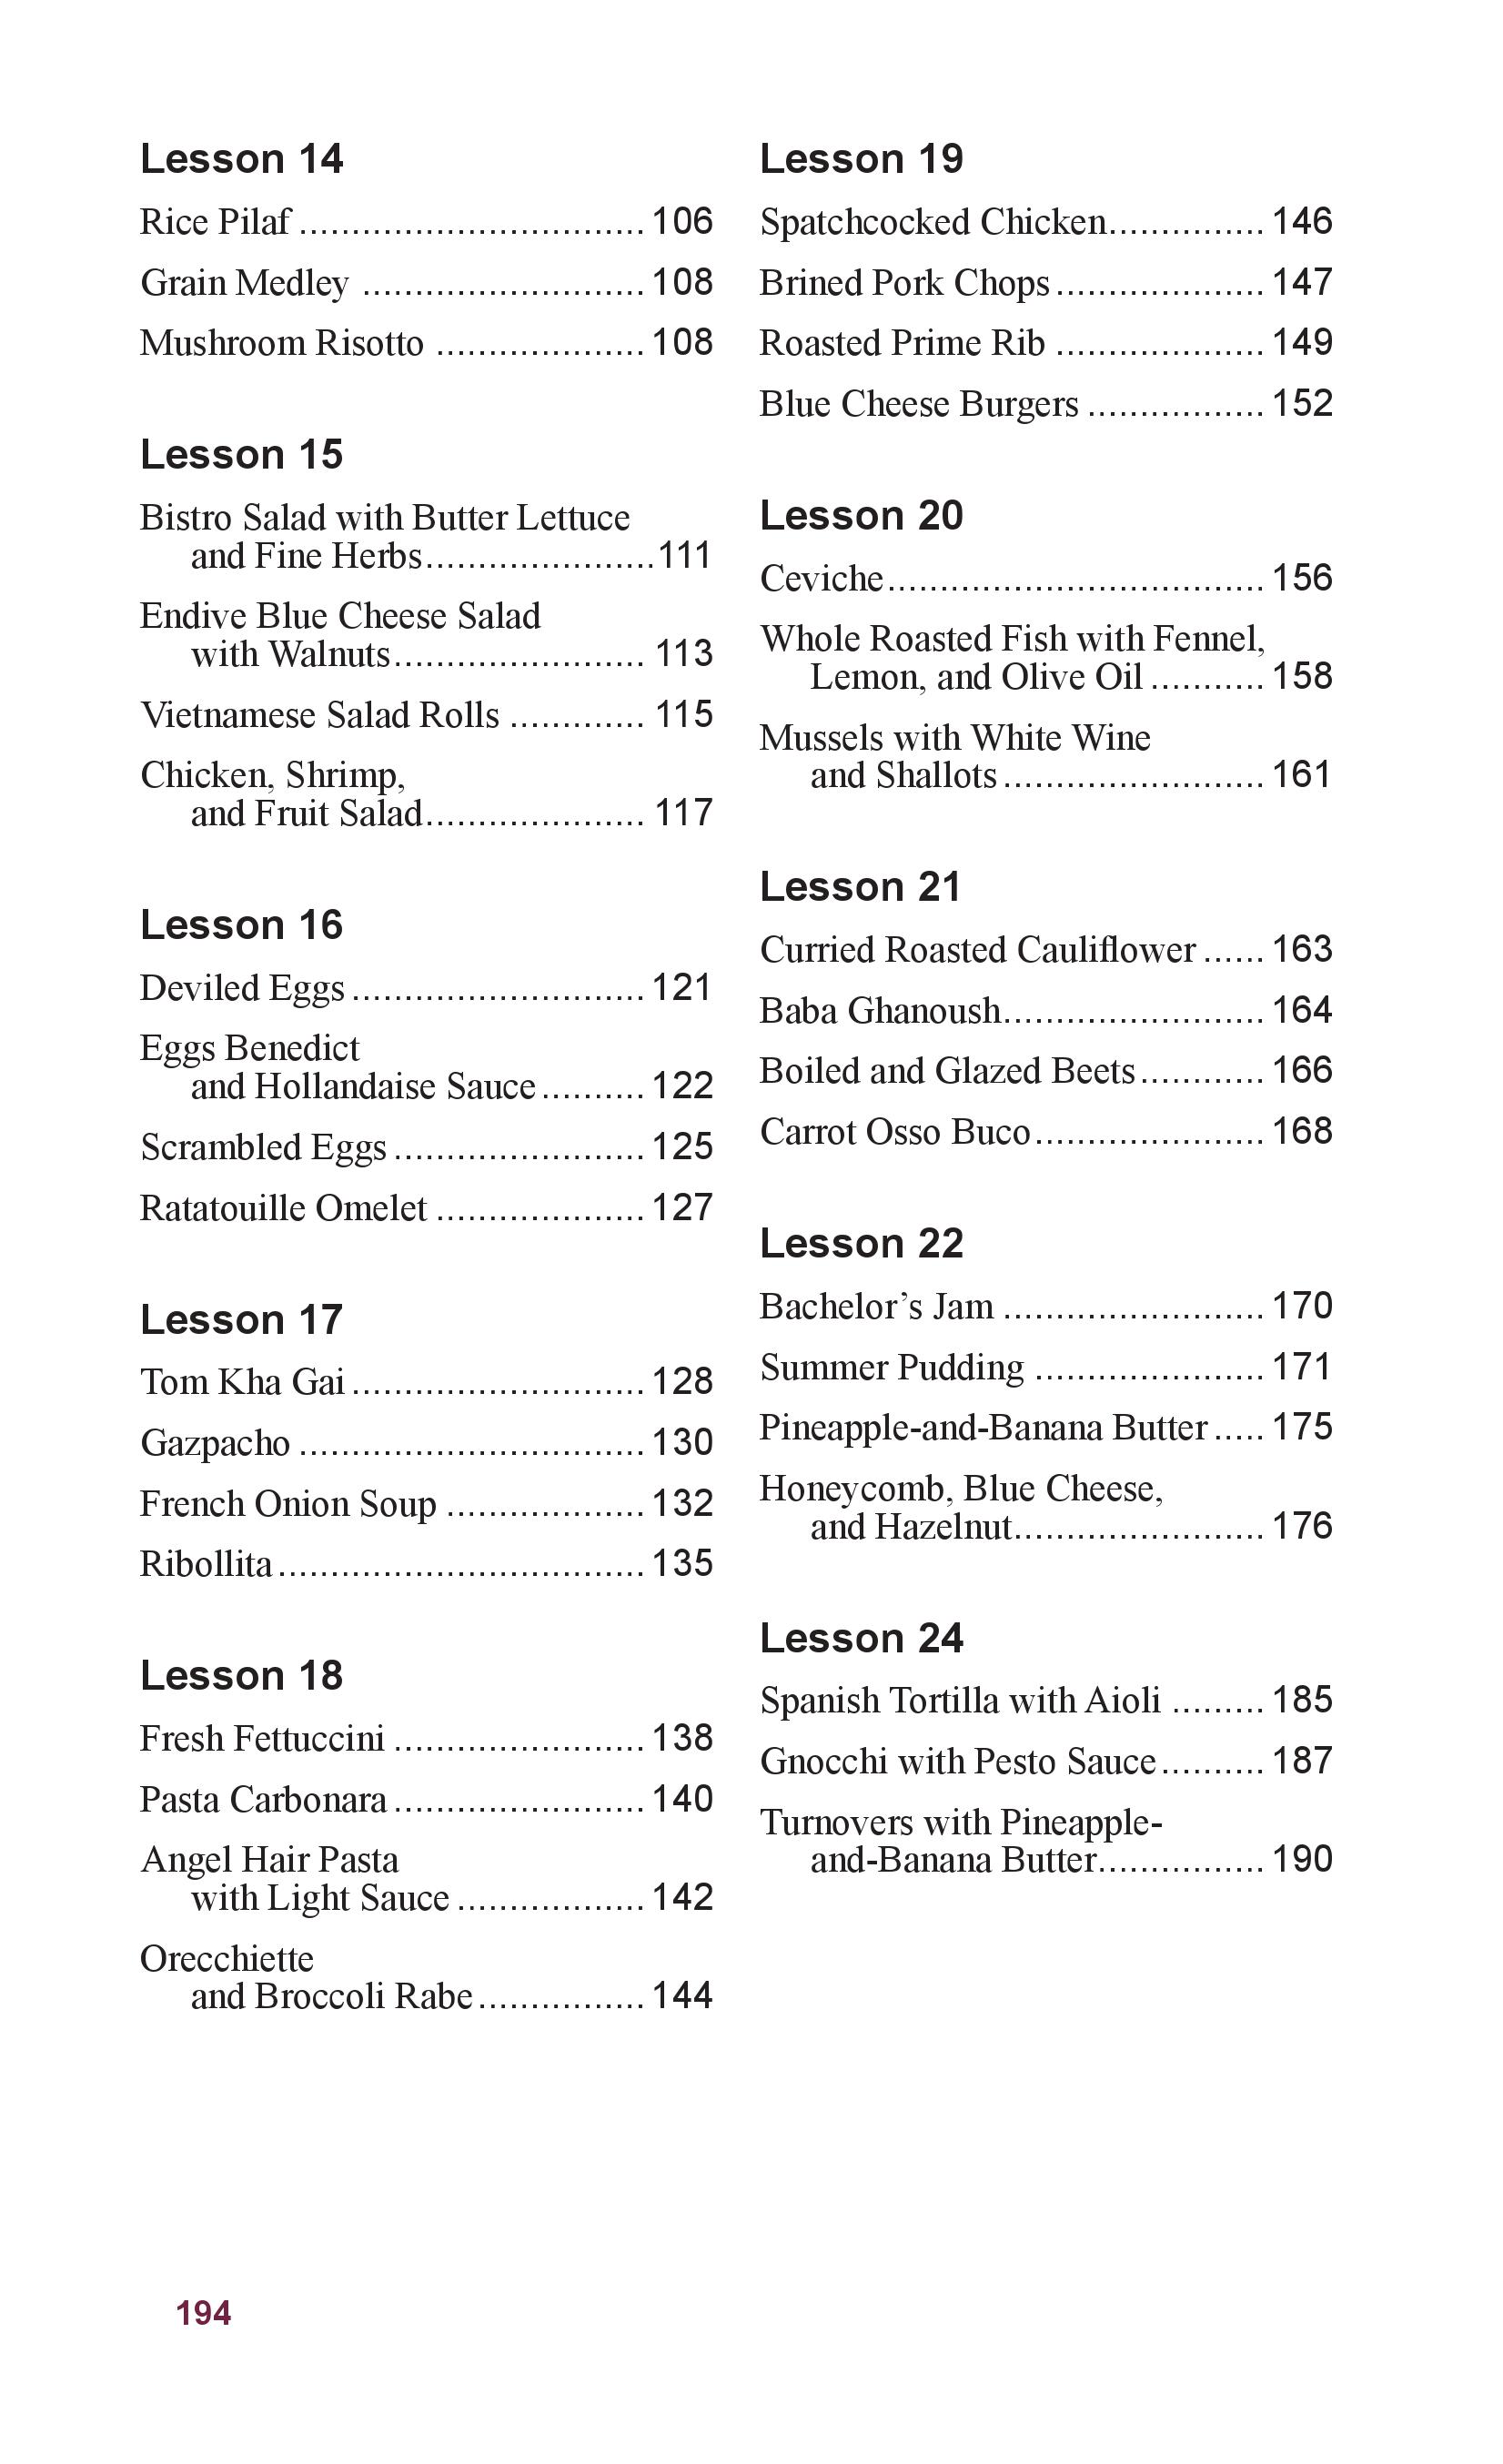 Lesson 14
Rice Pilaf ................................. 106
Grain Medley ........................... 108
Mushroom Risotto .................... 108
Lesson 15
Bistro Salad with Butter Lettuce
and Fine Herbs......................111
Endive Blue Cheese Salad
with Walnuts........................ 113
Vietnamese Salad Rolls ............. 115
Chicken, Shrimp,
and Fruit Salad..................... 117
Lesson 16
Deviled Eggs ............................ 121
Eggs Benedict
and Hollandaise Sauce .......... 122
Scrambled Eggs ........................ 125
Ratatouille Omelet .................... 127
Lesson 17
Tom Kha Gai ............................ 128
Gazpacho ................................. 130
French Onion Soup ................... 132
Ribollita ................................... 135
Lesson 18
Fresh Fettuccini ........................ 138
Pasta Carbonara ........................ 140
Angel Hair Pasta
with Light Sauce .................. 142
Orecchiette
and Broccoli Rabe ................ 144
Lesson 19
Spatchcocked Chicken............... 146
Brined Pork Chops .................... 147
Roasted Prime Rib .................... 149
Blue Cheese Burgers ................. 152
Lesson 20
Ceviche .................................... 156
Whole Roasted Fish with Fennel,
Lemon, and Olive Oil ........... 158
Mussels with White Wine
and Shallots ......................... 161
Lesson 21
Curried Roasted Cauliflower ...... 163
Baba Ghanoush......................... 164
Boiled and Glazed Beets ............ 166
Carrot Osso Buco ...................... 168
Lesson 22
Bachelor’s Jam ......................... 170
Summer Pudding ...................... 171
Pineapple-and-Banana Butter ..... 175
Honeycomb, Blue Cheese,
and Hazelnut........................ 176
Lesson 24
Spanish Tortilla with Aioli ......... 185
Gnocchi with Pesto Sauce .......... 187
Turnovers with Pineapple-
and-Banana Butter................ 190
194